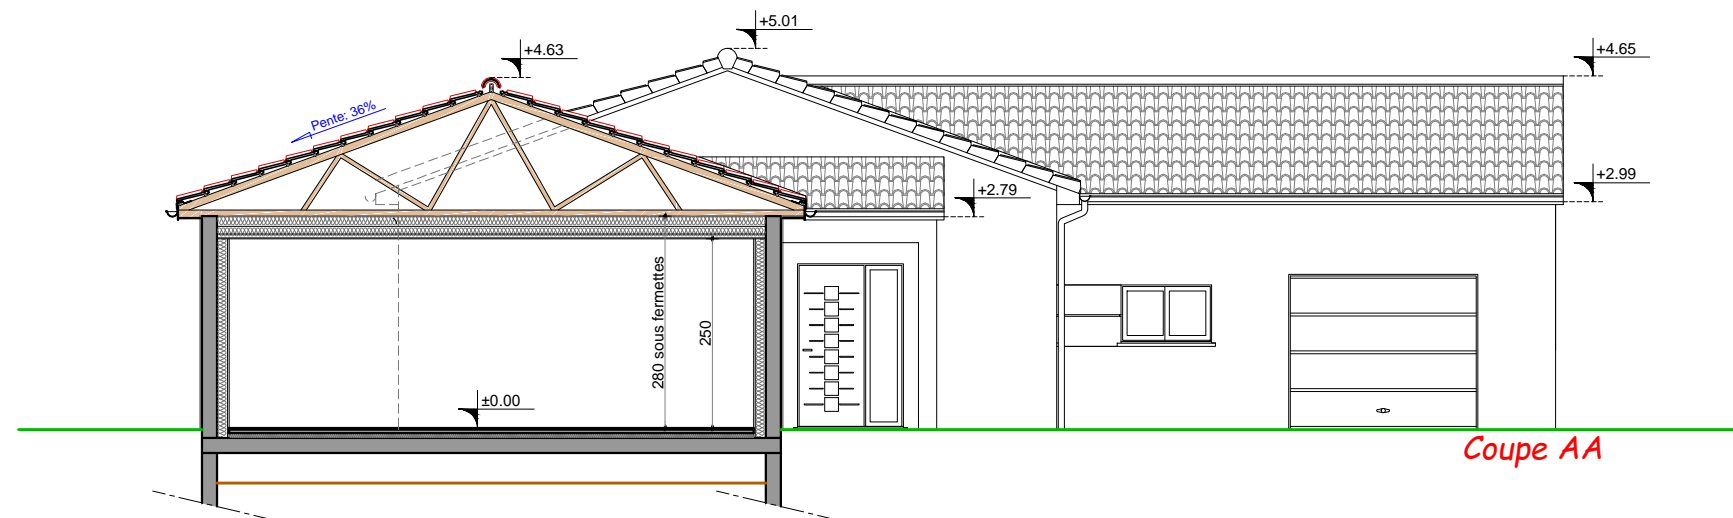 +5.01
+4.63
+4.65
Pente: 36%
+2.99
+2.79
280 sous fermettes
250
±0.00
Coupe AA